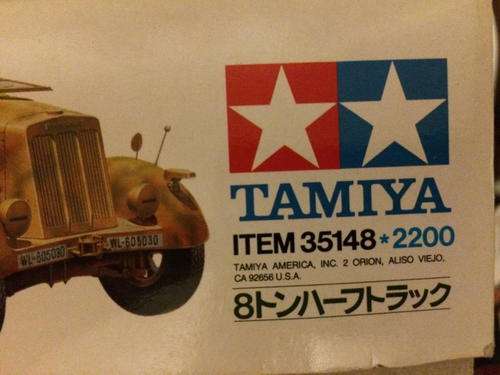 TAMIYA
ITEM 35148*2200
TAMIYA AMERICA, INC. 2 ORION, ALISO VIEJO.
CA 92656 U.S.A.
8トンハーフトラック
WL-605030
WL-605030